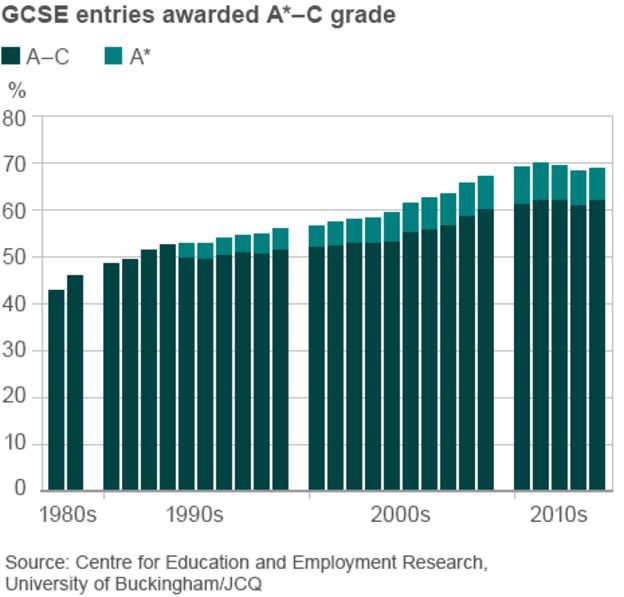 GCSE entries awarded A*–C grade
A–C A*
%
80
70
60
50
40
30
20
10
0
1980s 1990s 2000s 2010s
Source: Centre for Education and Employment Research,
University of Buckingham/JCQ